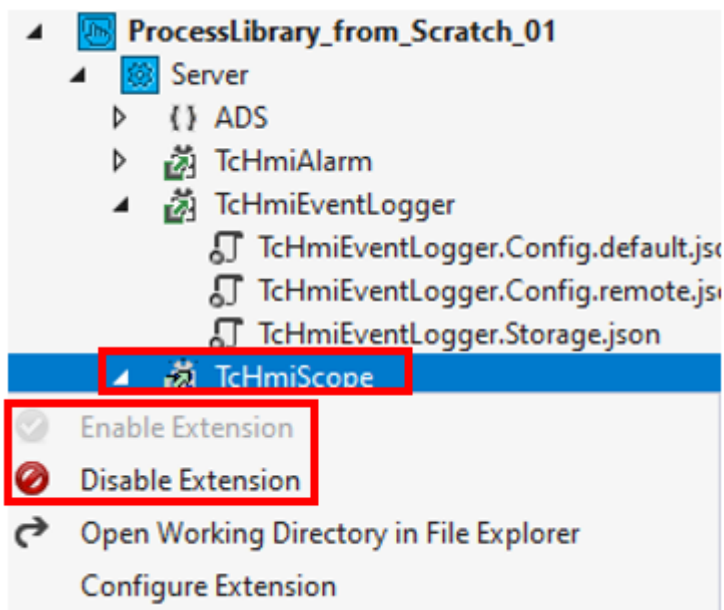 ProcessLibrary_from_Scratch_01
Server
{} ADS
TcHmiAlarm
TcHmiEventLogger
TcHmiEventLogger.Config.default.jso
TcHmiEventLogger.Config.remote.js
TcHmiEventLogger.Storage.json
TcHmiScope
Enable Extension
Disable Extension
Open Working Directory in File Explorer
Configure Extension